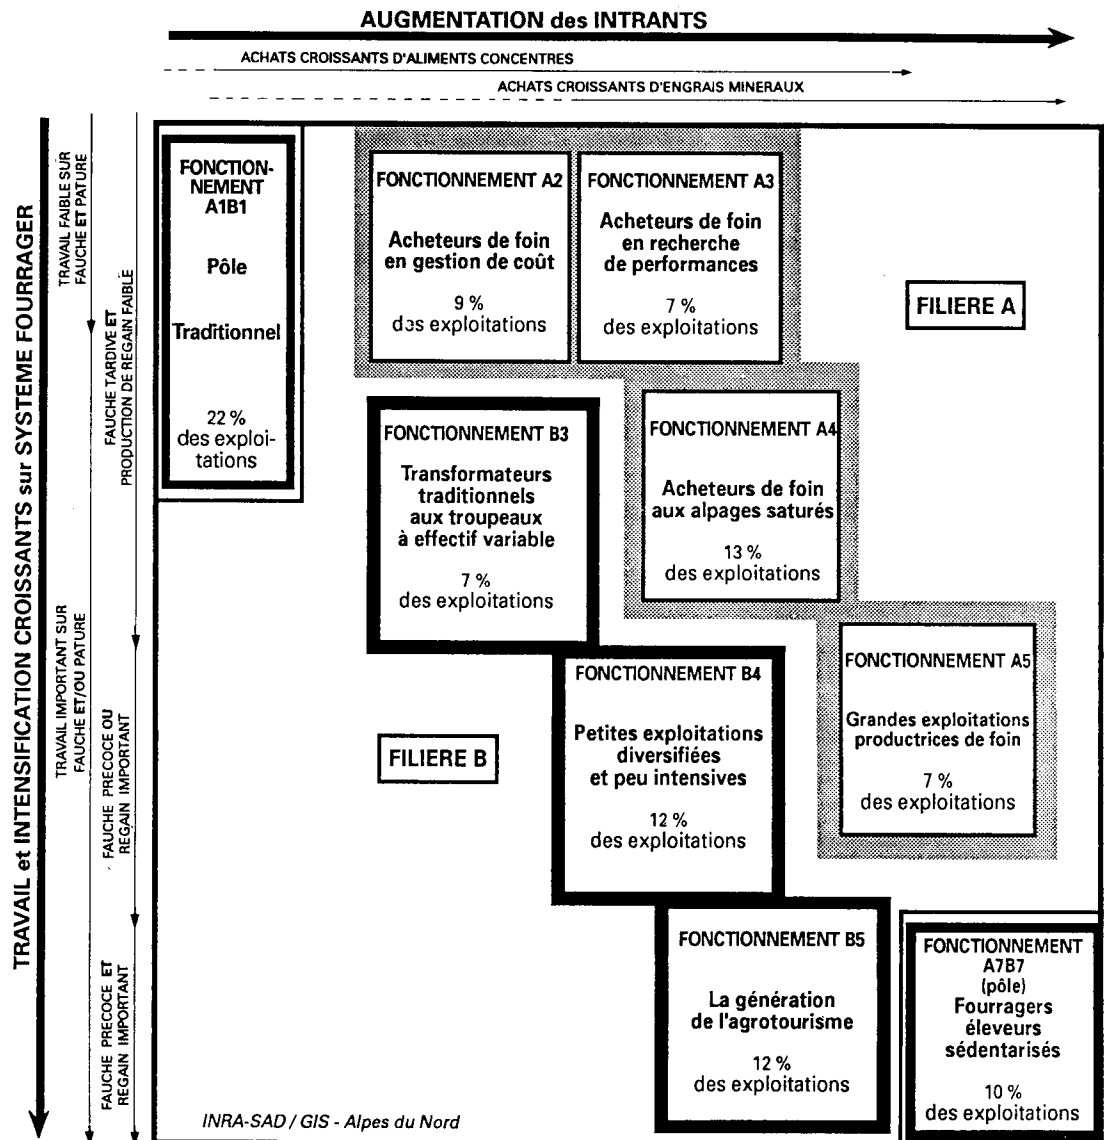 AUGMENTATION des INTRANTS
ACHATS CROISSANTS D'ALIMENTS CONCENTRES
ACHATS CROISSANTS D'ENGRAIS MINERAUX
TRAVAIL et INTENSIFICATION CROISSANTS sur SYSTEME FOURRAGER
TRAVAIL FAIBLE SUR
FAUCHE ET PATURE
TRAVAIL IMPORTANT SUR
FAUCHE ET/OU PATURE
FAUCHE TARDIVE ET
PRODUCTION DE REGAIN FAIBLE
FAUCHE PRECOCE OU
REGAIN IMPORTANT
FAUCHE PRECOCE ET
REGAIN IMPORTANT
FONCTION-
NEMENT
A1B1
Pôle
Traditionnel
22 %
des exploi-
tations
FONCTIONNEMENT A2
Acheteurs de foin
en gestion de coût
9 %
des exploitations
FONCTIONNEMENT A3
Acheteurs de foin
en recherche
de performances
7 %
des exploitations
FILIERE A
FONCTIONNEMENT B3
Transformateurs
traditionnels
aux troupeaux
à effectif variable
7 %
des exploitations
FONCTIONNEMENT A4
Acheteurs de foin
aux alpages saturés
13 %
des exploitations
FILIERE B
FONCTIONNEMENT B4
Petites exploitations
diversifiées
et peu intensives
12 %
des exploitations
FONCTIONNEMENT A5
Grandes exploitations
productrices de foin
7 %
des exploitations
FONCTIONNEMENT B5
La génération
de l'agrotourisme
12 %
des exploitations
FONCTIONNEMENT
A7B7
(pôle)
Fourragers
éleveurs
sédentarisés
10 %
des exploitations
INRA-SAD / GIS - Alpes du Nord